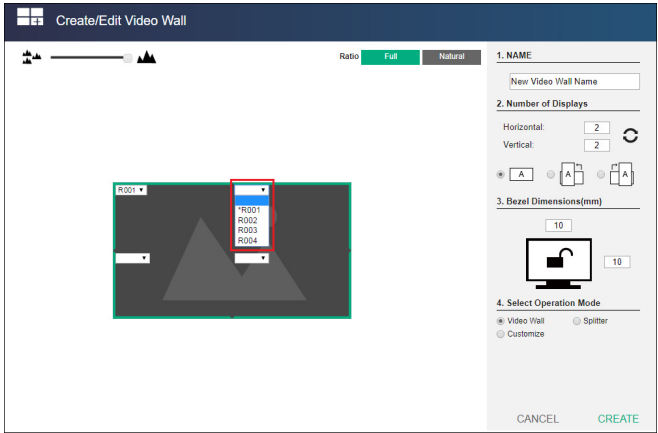 Create/Edit Video Wall
Ratio Full Natural
R001
*R001
R002
R003
R004
1. NAME
New Video Wall Name
2. Number of Displays
Horizontal: 2
Vertical: 2
A A A
3. Bezel Dimensions(mm)
10
10
4. Select Operation Mode
Video Wall Splitter
Customize
CANCEL CREATE